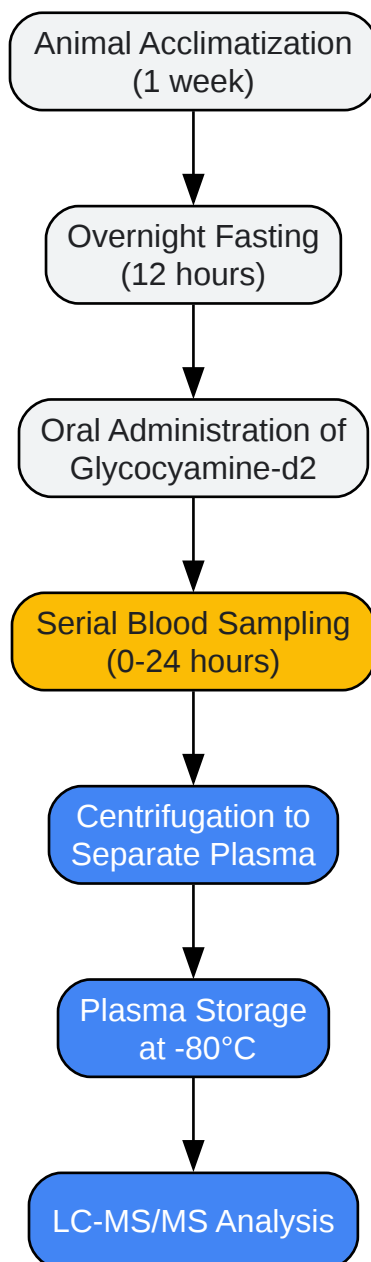 Animal Acclimatization
(1 week)
Overnight Fasting
(12 hours)
Oral Administration of
Glycocyamine-d2
Serial Blood Sampling
(0-24 hours)
Centrifugation to
Separate Plasma
Plasma Storage
at -80°C
LC-MS/MS Analysis